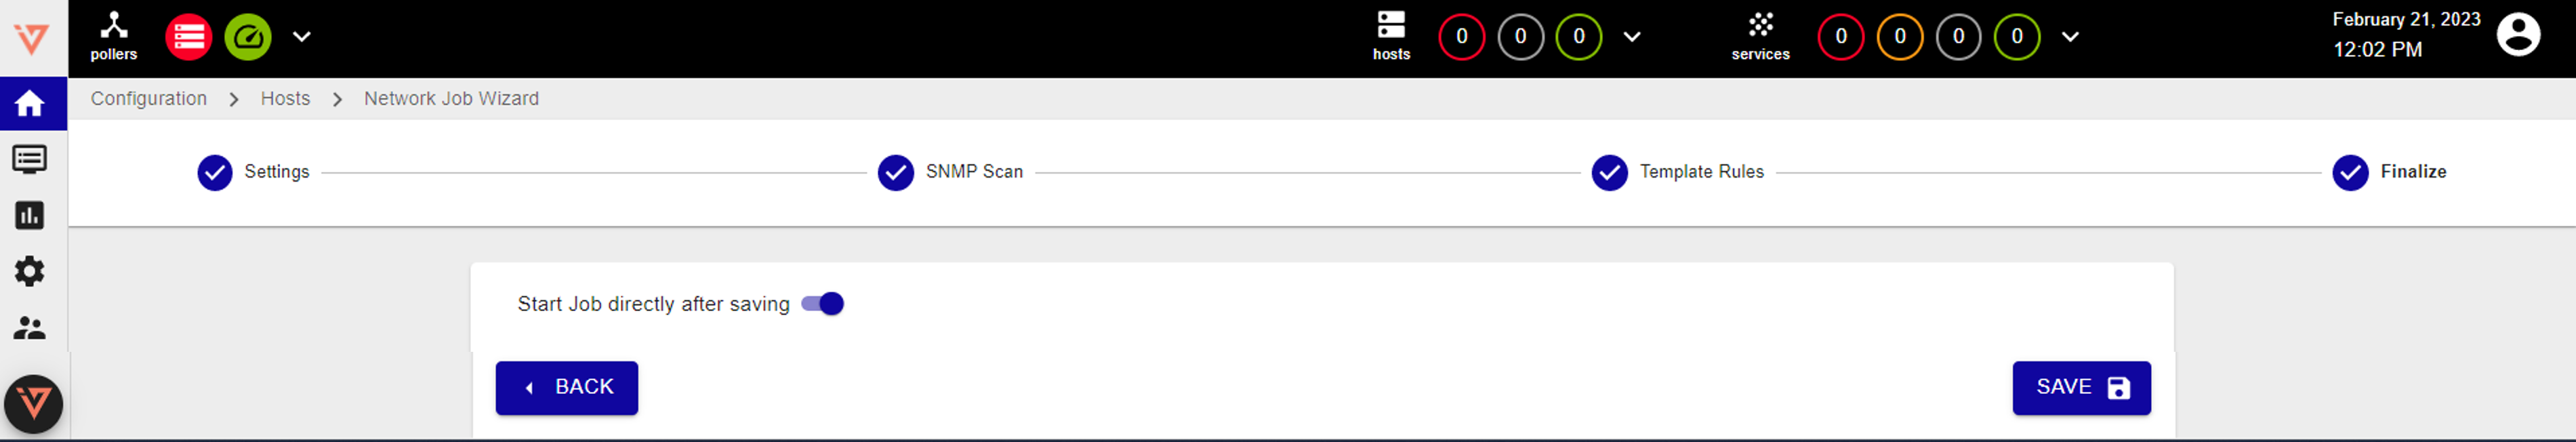 pollers
hosts
0
0
0
services
0
0
0
0
February 21, 2023
12:02 PM
Configuration > Hosts > Network Job Wizard
Settings
SNMP Scan
Template Rules
Finalize
Start Job directly after saving
BACK
SAVE